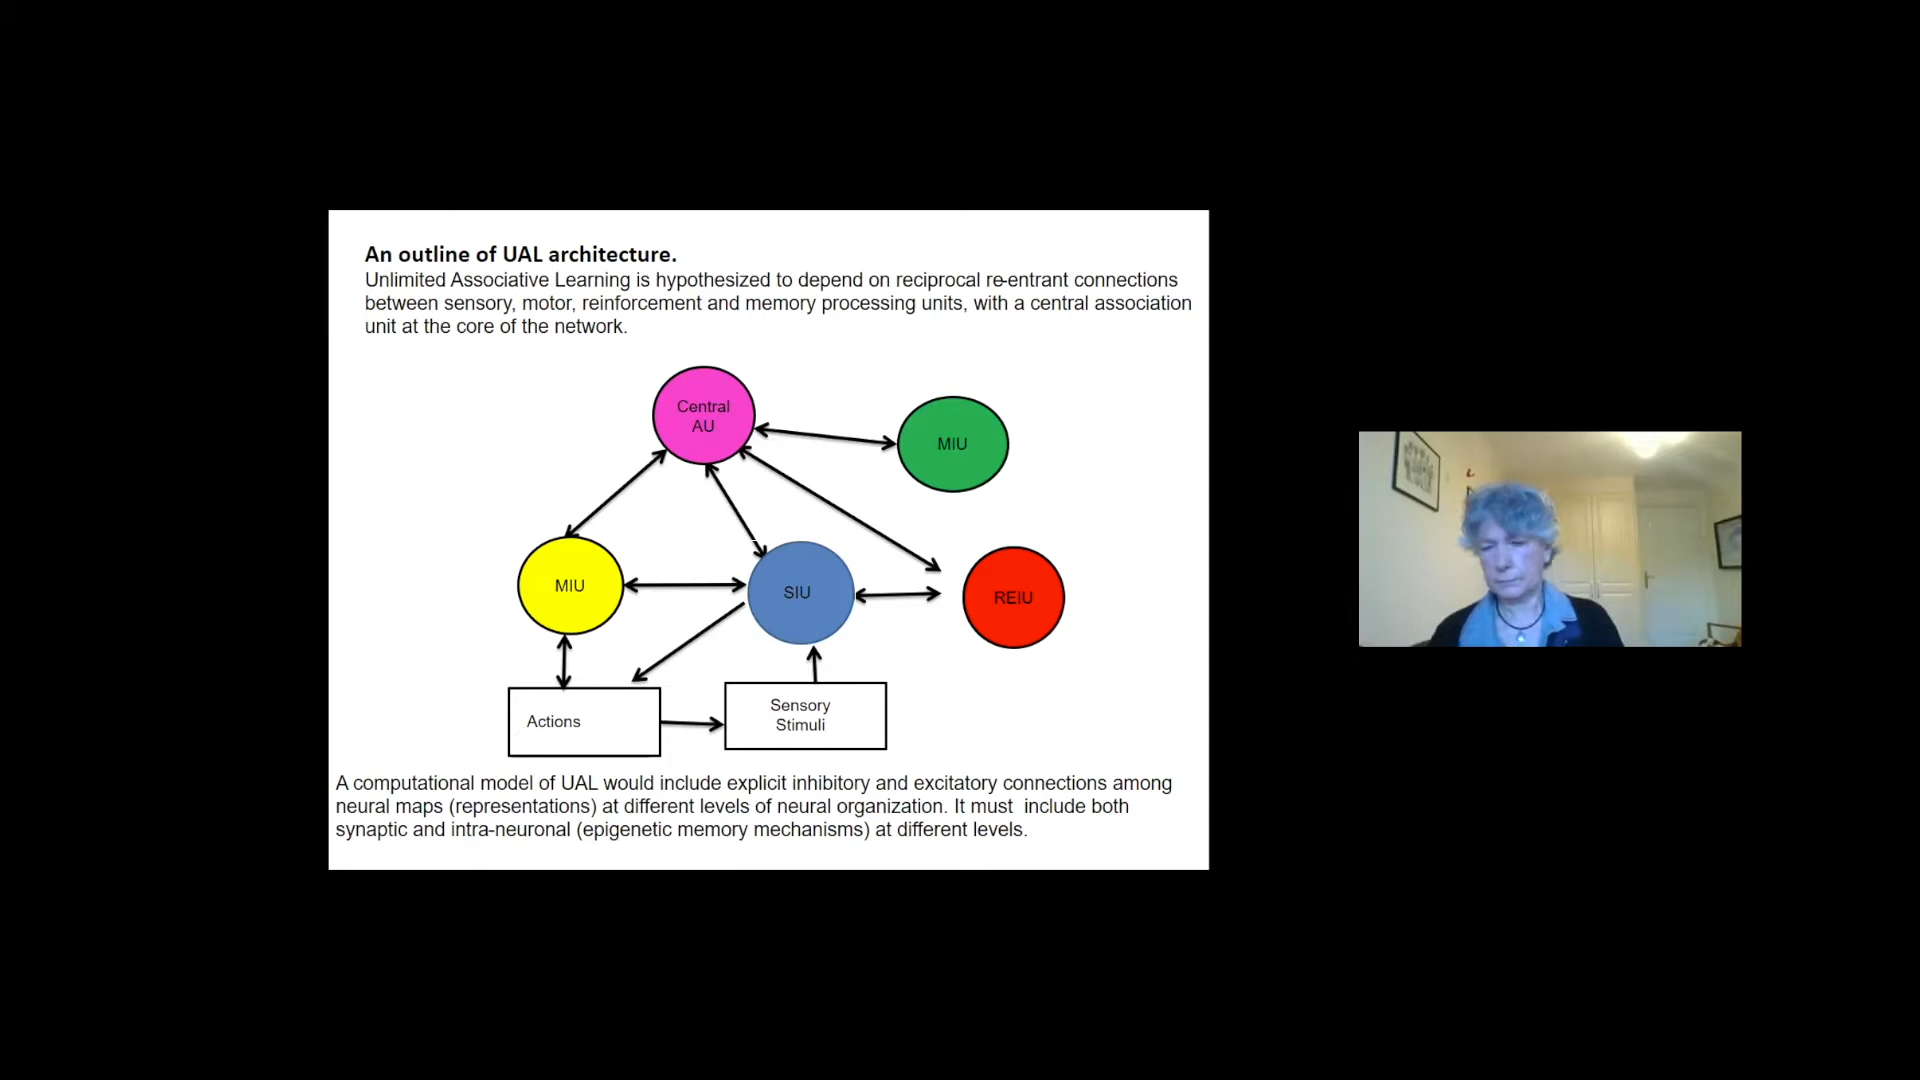 An outline of UAL architecture.
Unlimited Associative Learning is hypothesized to depend on reciprocal re-entrant connections
between sensory, motor, reinforcement and memory processing units, with a central association
unit at the core of the network.
Central
AU
MIU
MIU
SIU
REIU
Actions
Sensory
Stimuli
A computational model of UAL would include explicit inhibitory and excitatory connections among
neural maps (representations) at different levels of neural organization. It must include both
synaptic and intra-neuronal (epigenetic memory mechanisms) at different levels.